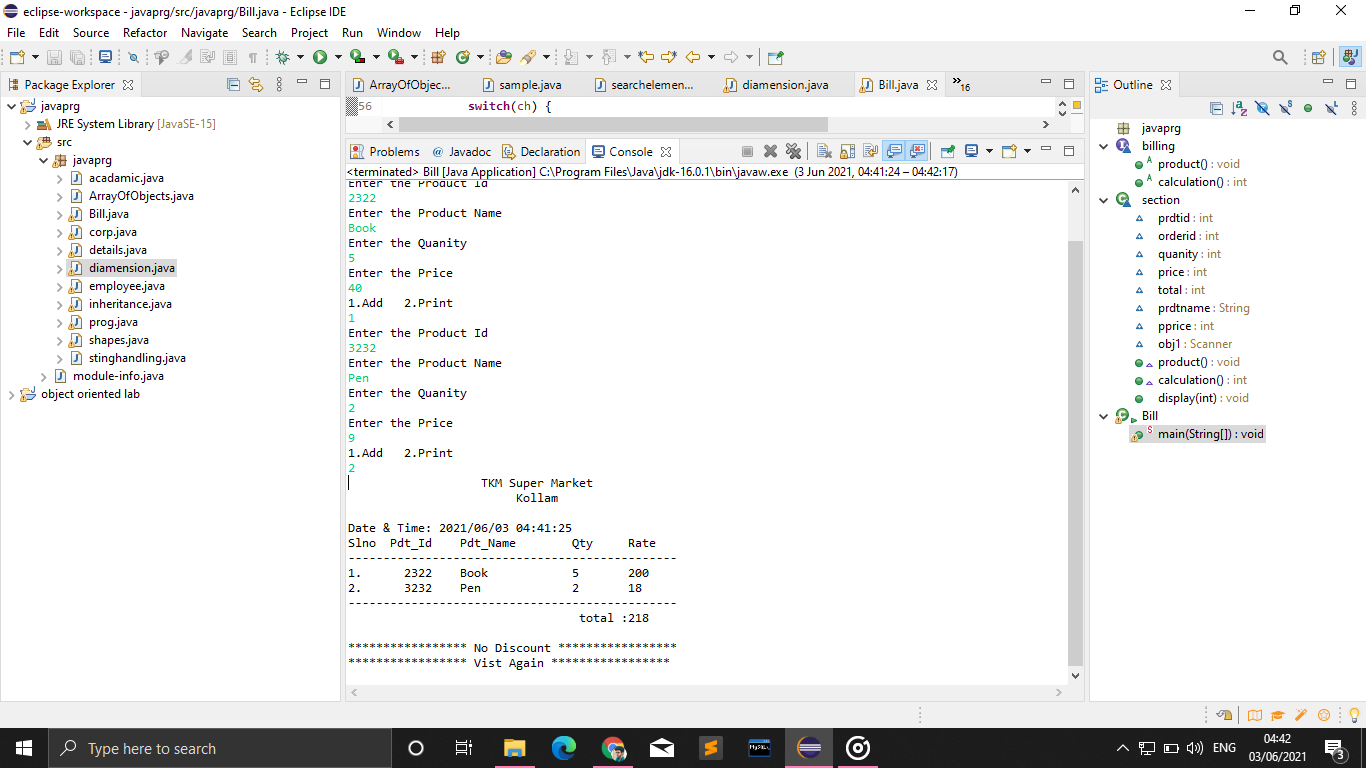 eclipse-workspace - javaprg/src/javaprg/Bill.java - Eclipse IDE
File Edit Source Refactor Navigate Search Project Run Window Help
Package Explorer
javaprg
JRE System Library [JavaSE-15]
src
javaprg
acadamic.java
ArrayOfObjects.java
Bill.java
corp.java
details.java
diamension.java
employee.java
inheritance.java
prog.java
shapes.java
stinghandling.java
module-info.java
object oriented lab
ArrayOfObjec... sample.java searchelemen... diamension.java Bill.java »16
56 switch(ch) {
Problems @ Javadoc Declaration Console
<terminated> Bill [Java Application] C:\Program Files\Java\jdk-16.0.1\bin\javaw.exe (3 Jun 2021, 04:41:24 – 04:42:17)
Enter the Product Id
2322
Enter the Product Name
Book
Enter the Quanity
5
Enter the Price
40
1.Add 2.Print
1
Enter the Product Id
3232
Enter the Product Name
Pen
Enter the Quanity
2
Enter the Price
9
1.Add 2.Print
2
TKM Super Market
Kollam
Date & Time: 2021/06/03 04:41:25
Slno Pdt_Id Pdt_Name Qty Rate
-----------------------------------------------
1. 2322 Book 5 200
2. 3232 Pen 2 18
-----------------------------------------------
total :218
***************** No Discount *****************
***************** Vist Again *****************
Outline
javaprg
billing
product() : void
calculation() : int
section
prdtid : int
orderid : int
quanity : int
price : int
total : int
prdtname : String
pprice : int
obj1 : Scanner
product() : void
calculation() : int
display(int) : void
Bill
main(String[]) : void
Type here to search
MySQL
ENG
04:42
03/06/2021
3